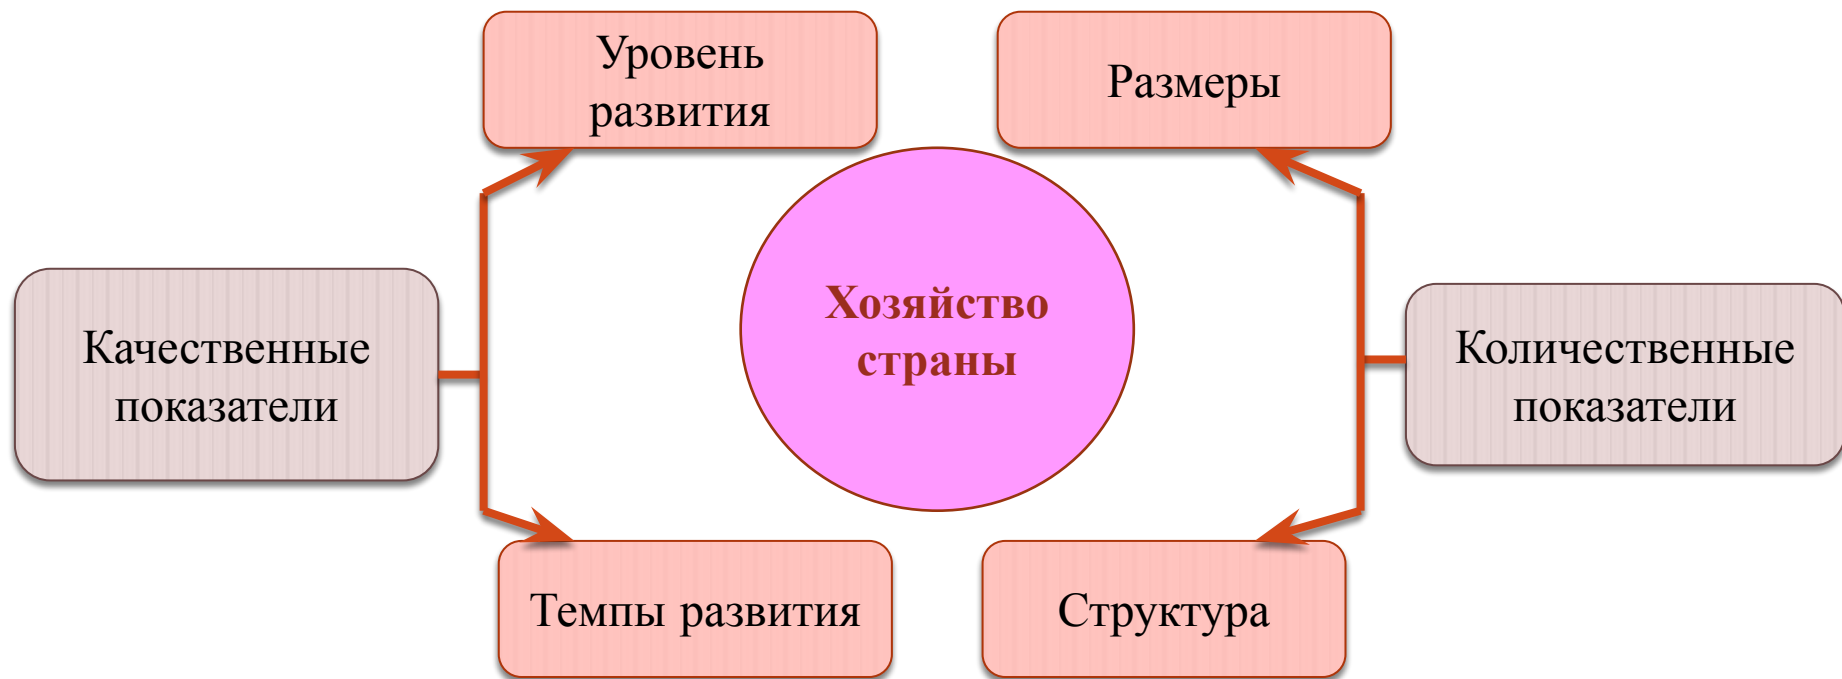 Уровень
развития
Размеры
Качественные
показатели
Хозяйство
страны
Количественные
показатели
Темпы развития
Структура